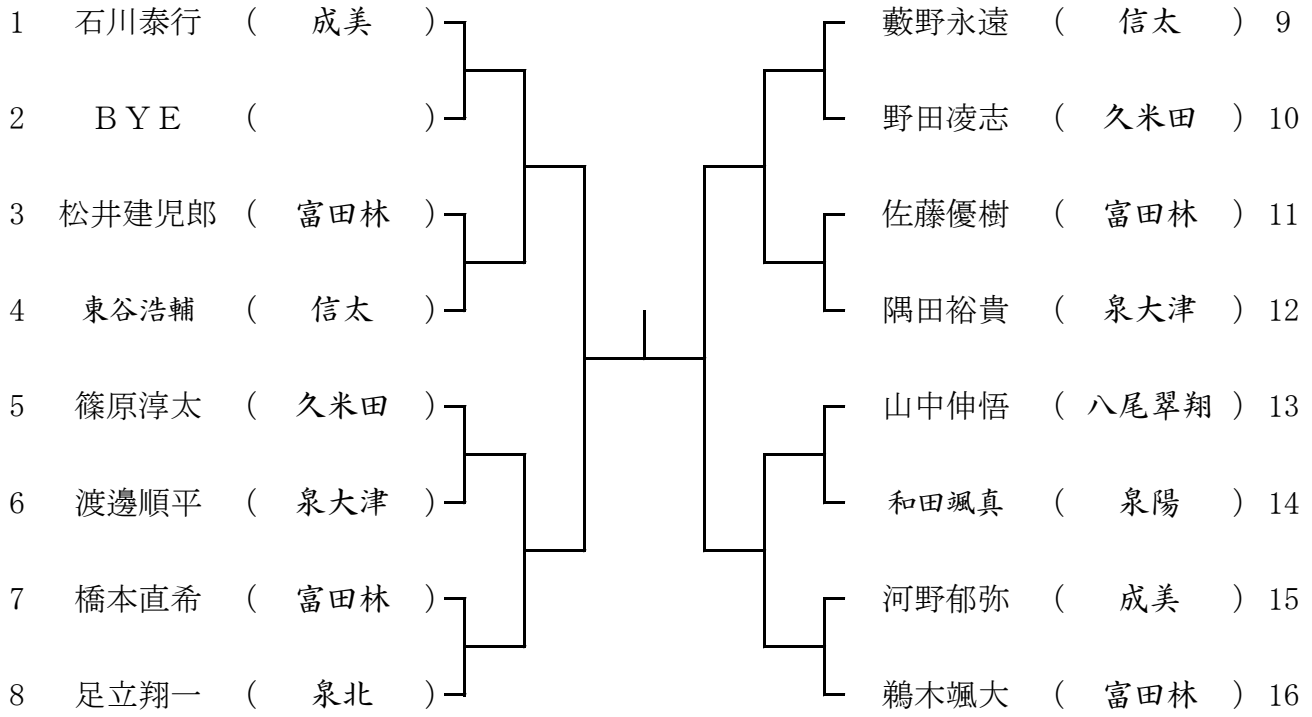 1 石川泰行 ( 成美 )
2 ＢＹＥ ( )
3 松井建児郎 ( 富田林 )
4 東谷浩輔 ( 信太 )
5 篠原淳太 ( 久米田 )
6 渡邊順平 ( 泉大津 )
7 橋本直希 ( 富田林 )
8 足立翔一 ( 泉北 )
藪野永遠 ( 信太 ) 9
野田凌志 ( 久米田 ) 10
佐藤優樹 ( 富田林 ) 11
隅田裕貴 ( 泉大津 ) 12
山中伸悟 ( 八尾翠翔 ) 13
和田颯真 ( 泉陽 ) 14
河野郁弥 ( 成美 ) 15
鵜木颯大 ( 富田林 ) 16